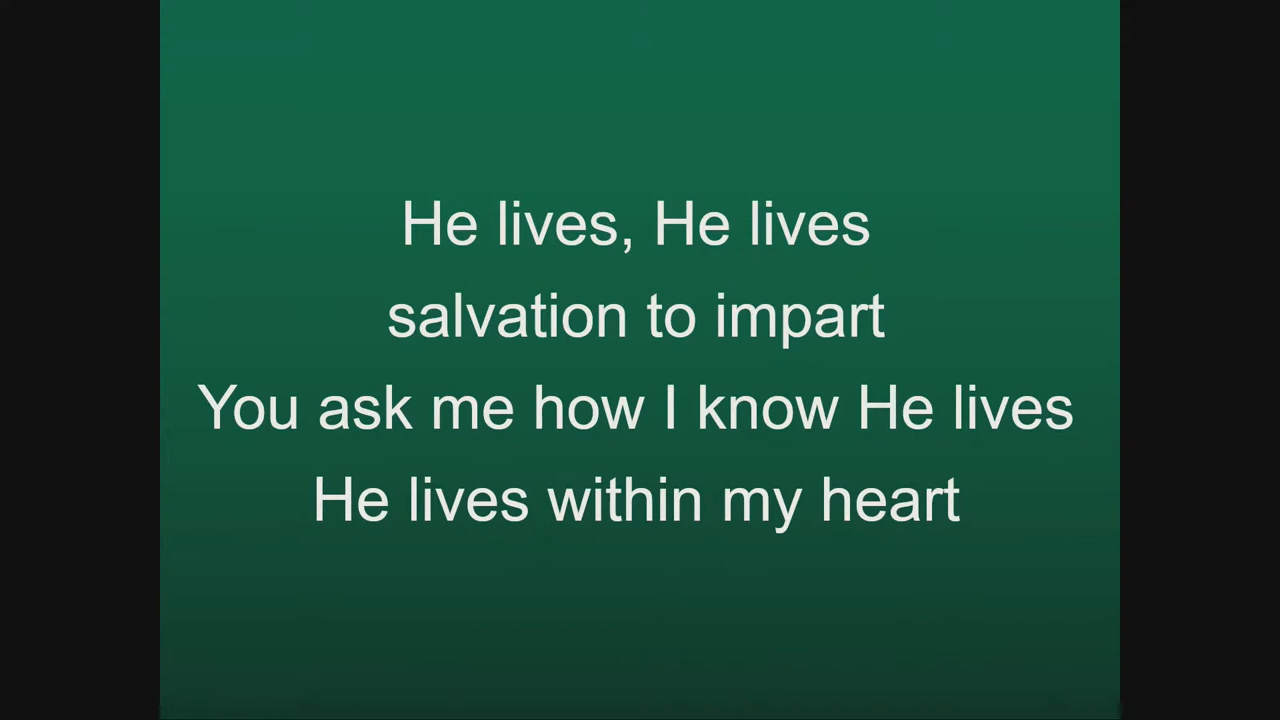 He lives, He lives
salvation to impart
You ask me how I know He lives
He lives within my heart